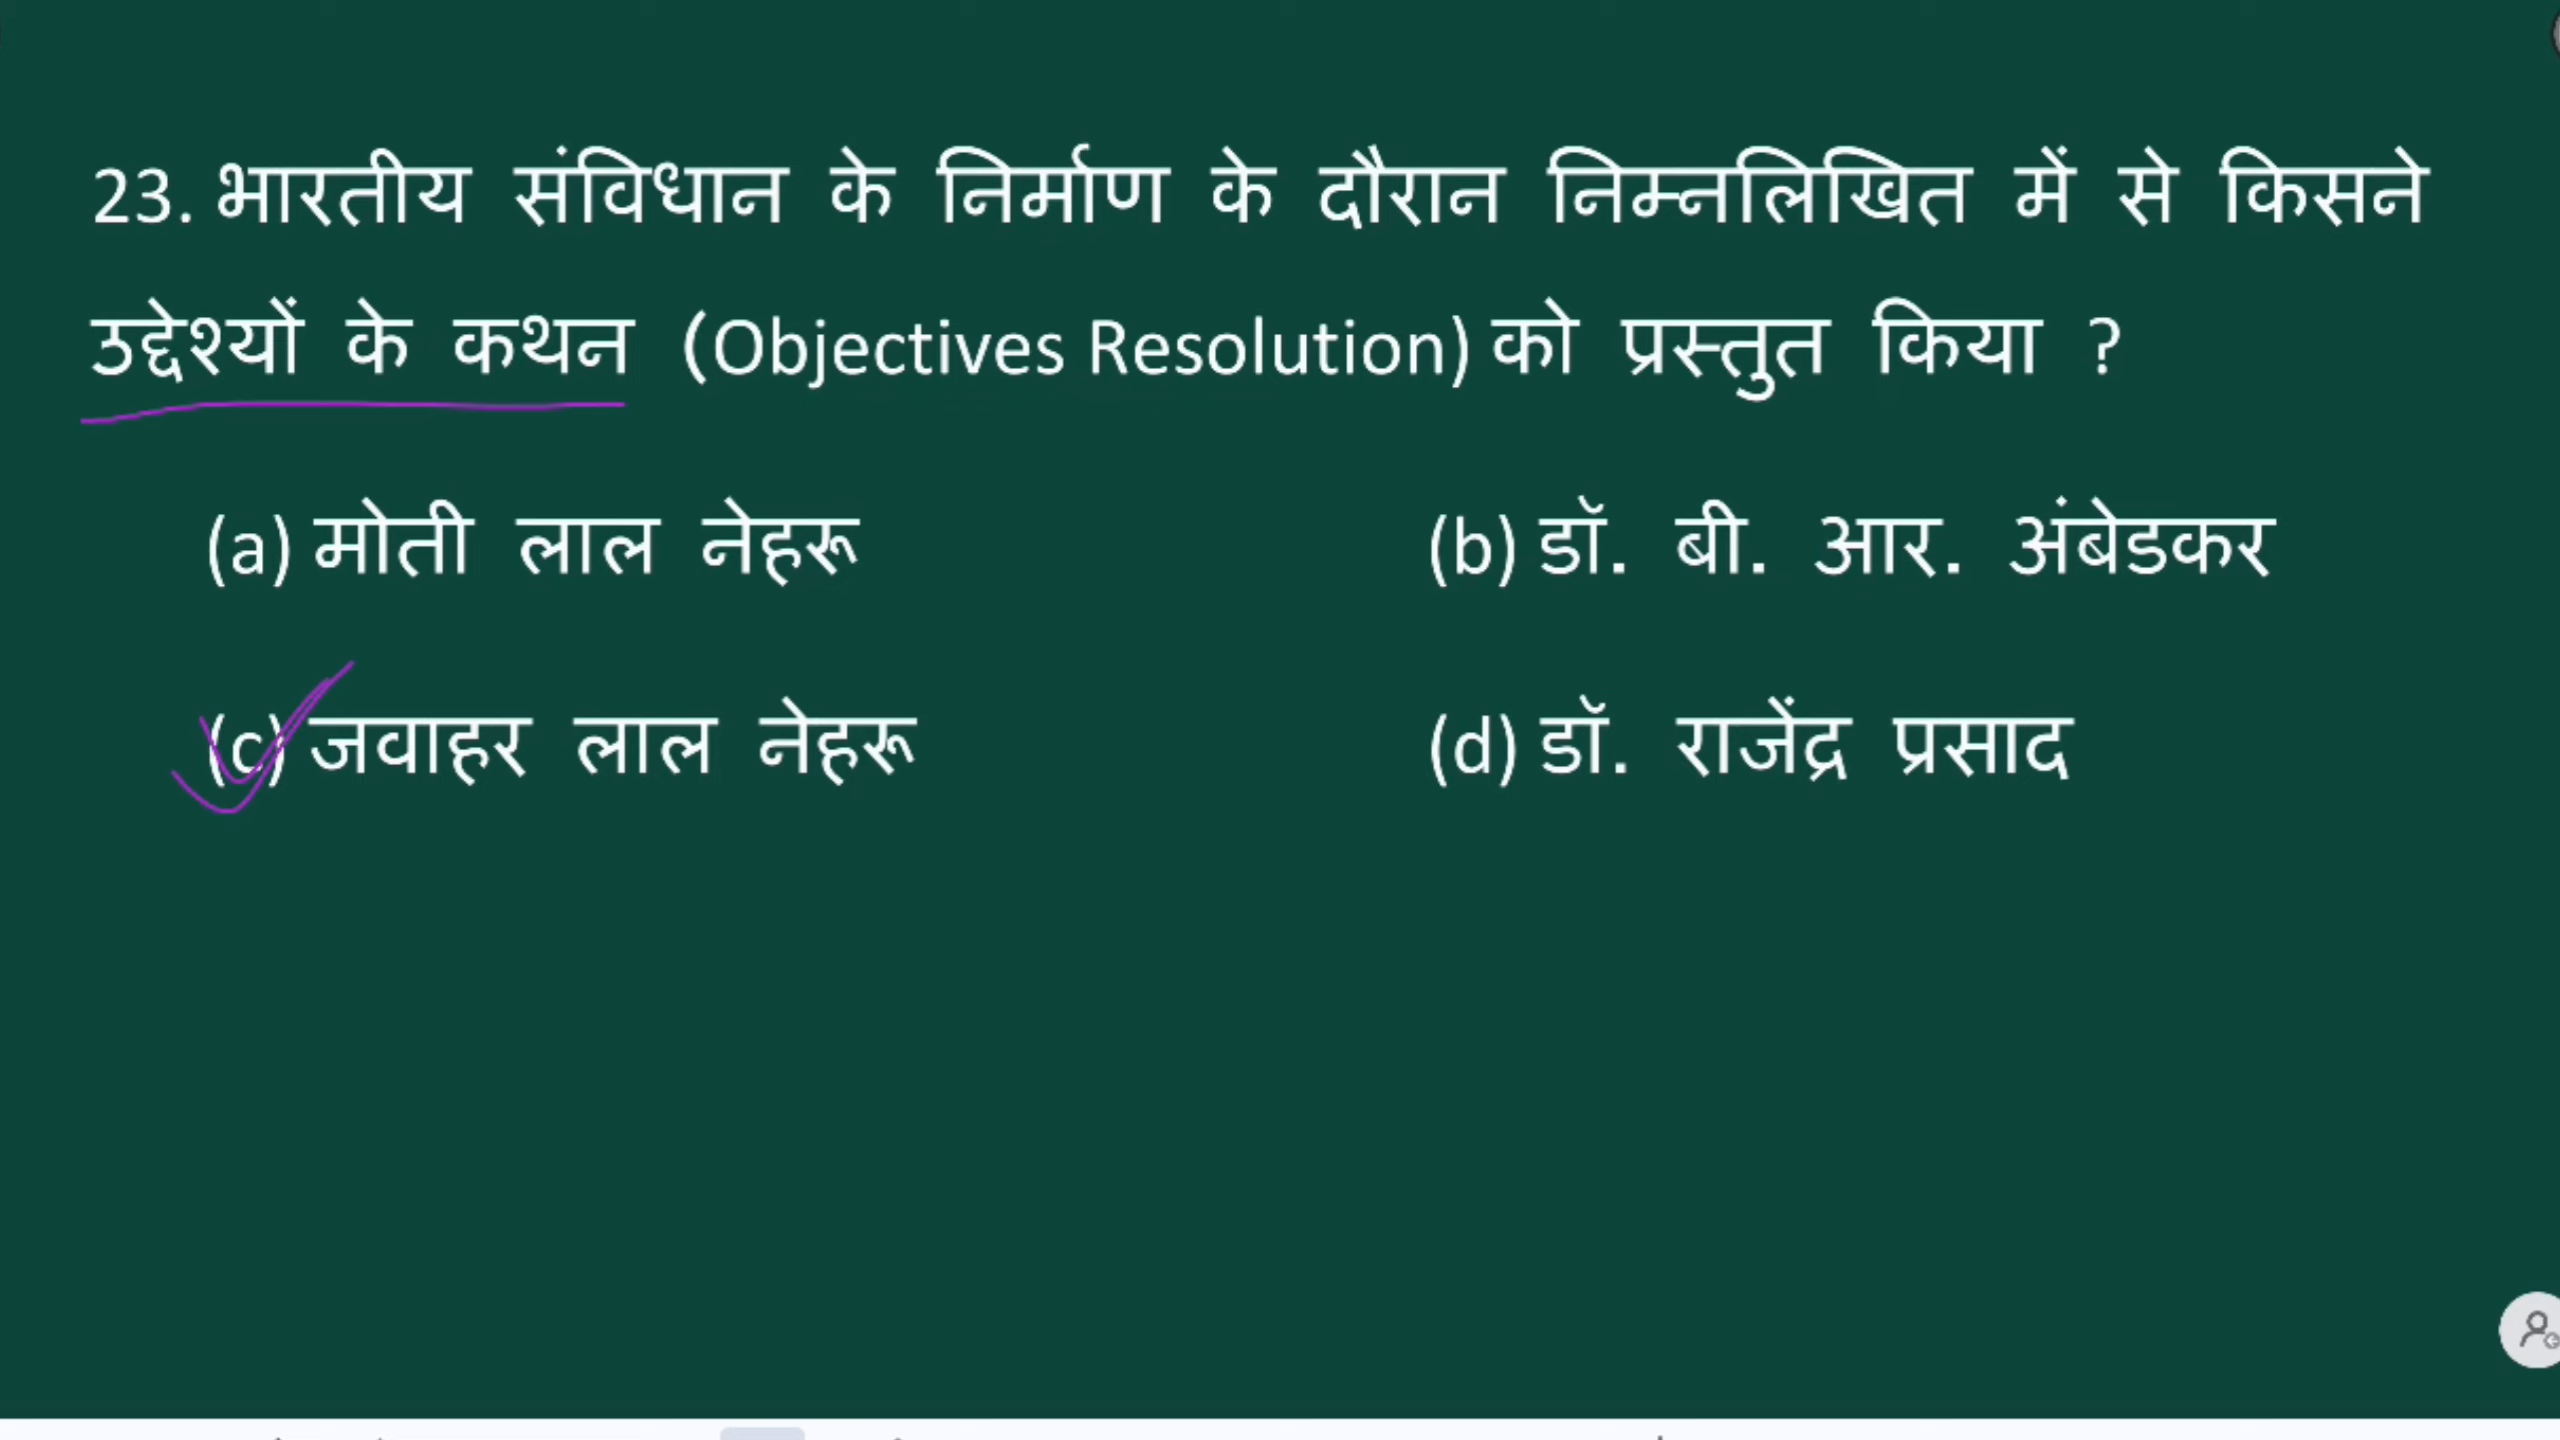 23. भारतीय संविधान के निर्माण के दौरान निम्नलिखित में से किसने
उद्देश्यों के कथन (Objectives Resolution) को प्रस्तुत किया ?
(a) मोती लाल नेहरू (b) डॉ. बी. आर. अंबेडकर
(c) जवाहर लाल नेहरू (d) डॉ. राजेंद्र प्रसाद